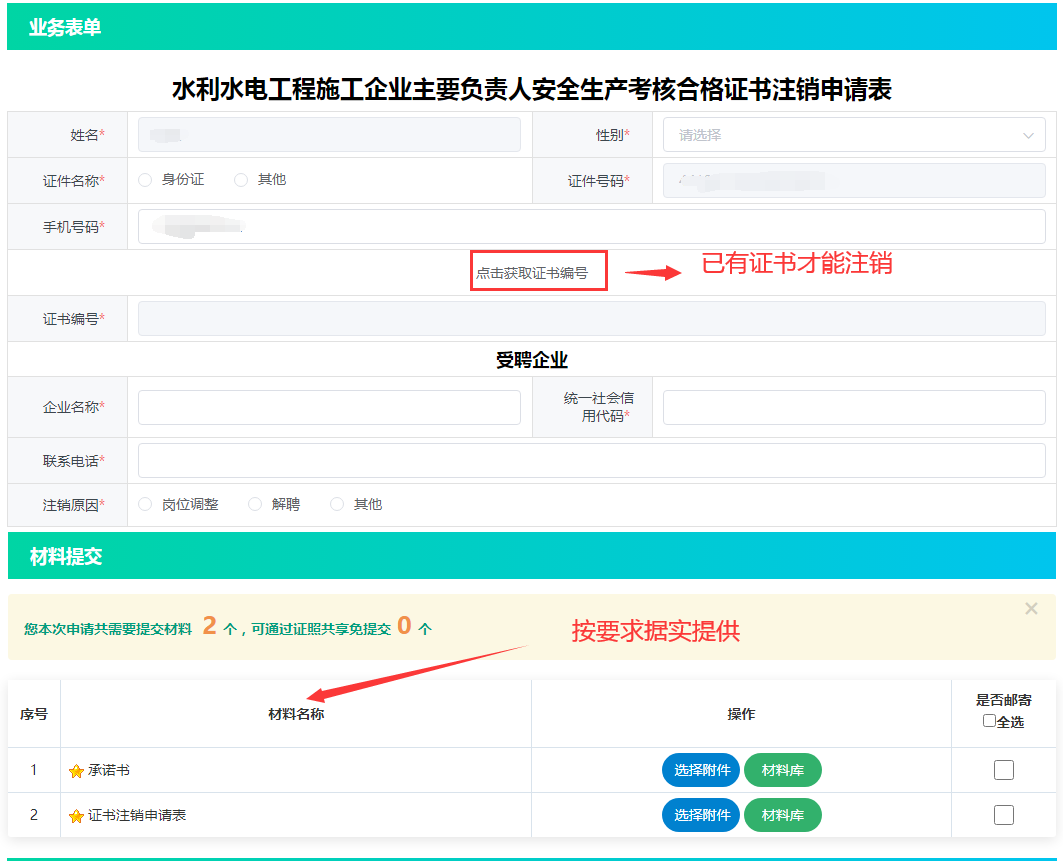 业务表单
水利水电工程施工企业主要负责人安全生产考核合格证书注销申请表
姓名* 性别* 请选择
证件名称* 身份证 其他 证件号码*
手机号码*
点击获取证书编号 已有证书才能注销
证书编号*
受聘企业
企业名称* 统一社会信
用代码*
联系电话*
注销原因* 岗位调整 解聘 其他
材料提交
您本次申请共需要提交材料 2 个，可通过证照共享免提交 0 个
按要求据实提供
序号 材料名称 操作 是否邮寄
全选
1 承诺书 选择附件 材料库
2 证书注销申请表 选择附件 材料库